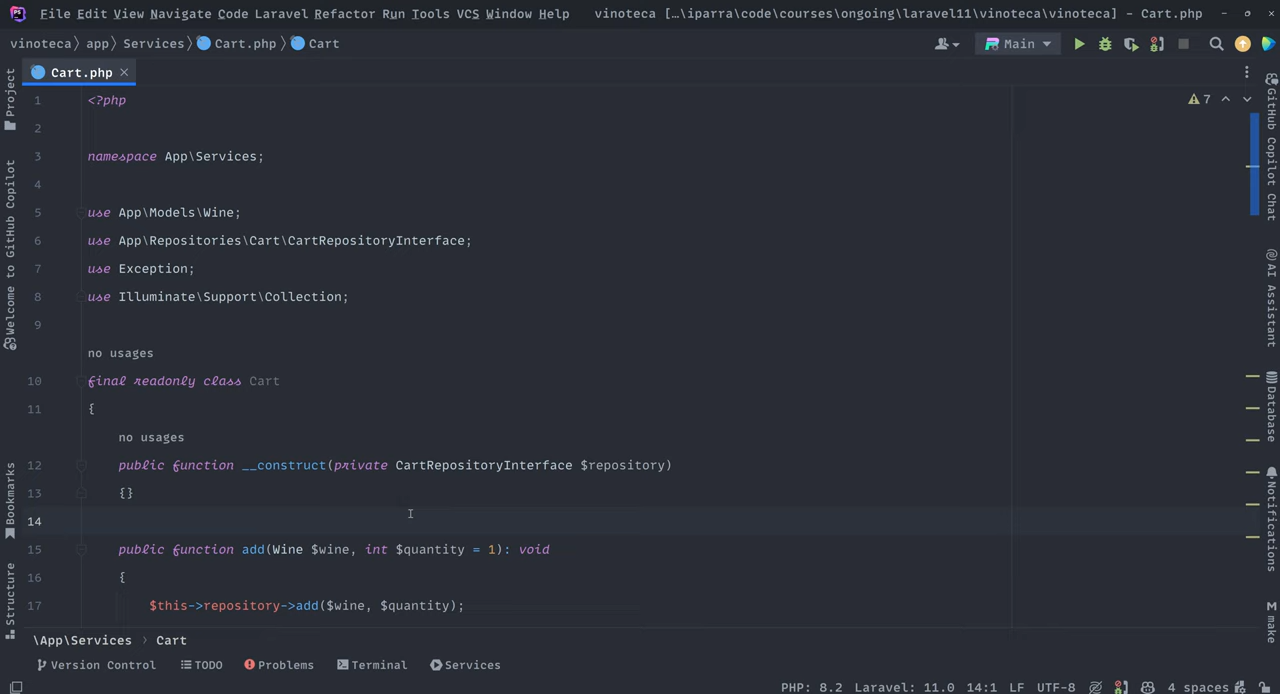 File Edit View Navigate Code Laravel Refactor Run Tools VCS Window Help vinoteca [...\iparra\code\courses\ongoing\laravel11\vinoteca\vinoteca] - Cart.php
vinoteca app Services Cart.php Cart Main
Cart.php
Project
Welcome to GitHub Copilot
Bookmarks
Structure
7
1 <?php
2
3 namespace App\Services;
4
5 use App\Models\Wine;
6 use App\Repositories\Cart\CartRepositoryInterface;
7 use Exception;
8 use Illuminate\Support\Collection;
9
no usages
10 final readonly class Cart
11 {
no usages
12 public function __construct(private CartRepositoryInterface $repository)
13 {}
14
15 public function add(Wine $wine, int $quantity = 1): void
16 {
17 $this->repository->add($wine, $quantity);
GitHub Copilot Chat
AI Assistant
Database
Notifications
M make
\App\Services › Cart
Version Control TODO Problems Terminal Services
PHP: 8.2 Laravel: 11.0 14:1 LF UTF-8 4 spaces